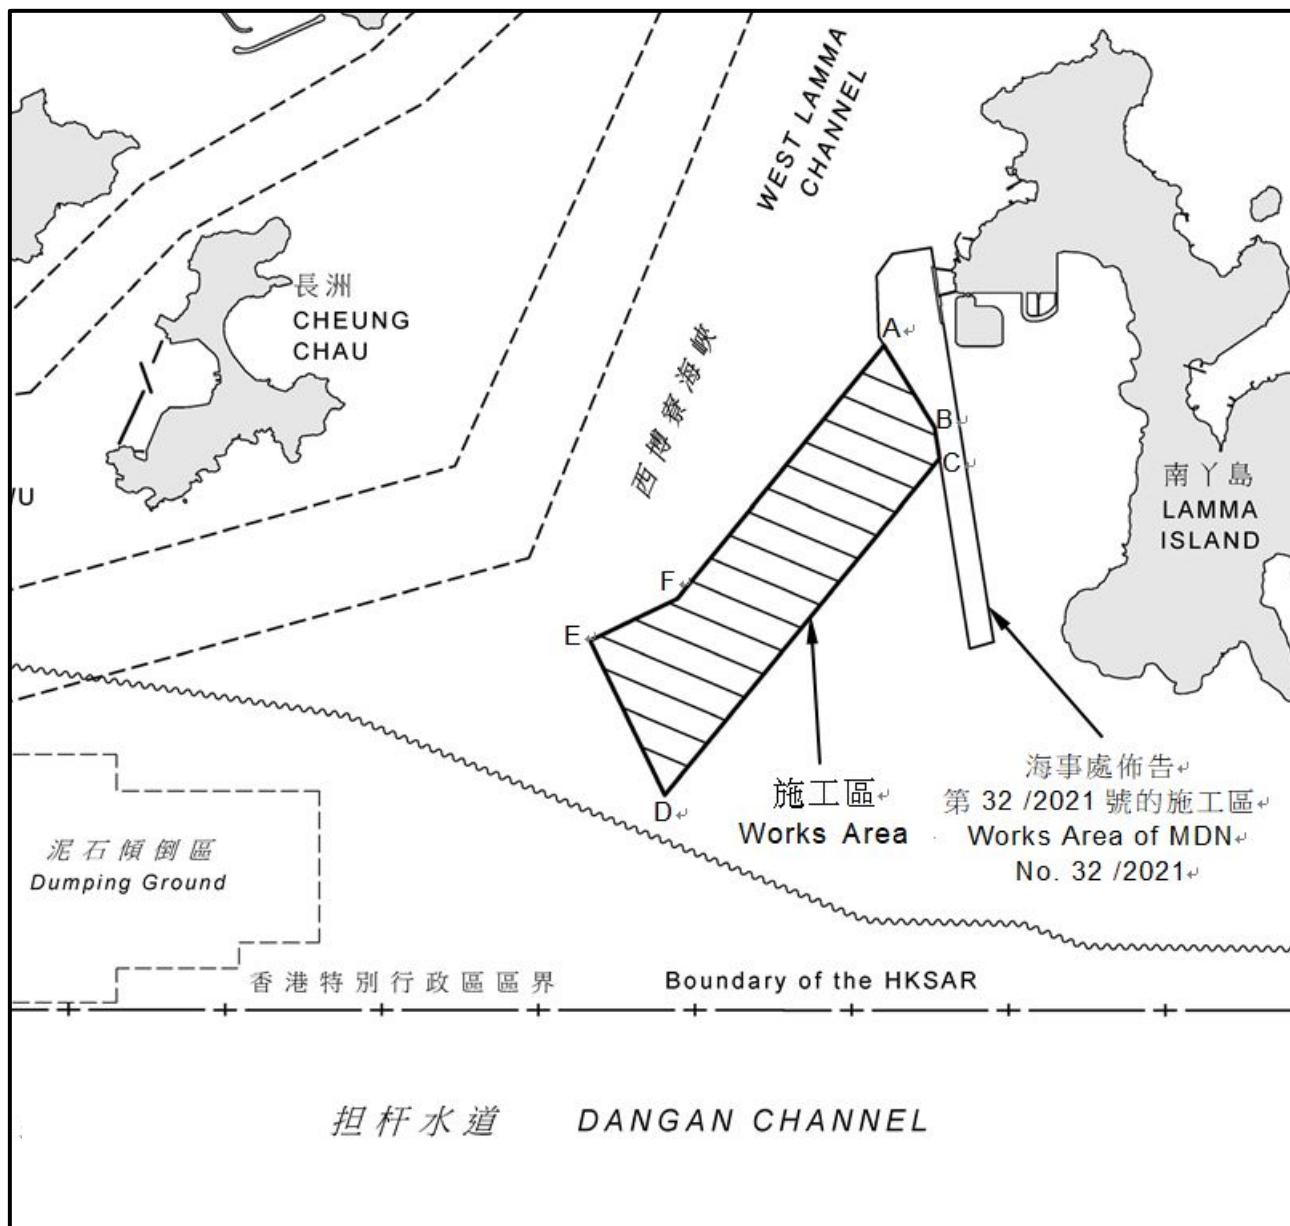 WEST LAMMA
CHANNEL
長洲
CHEUNG
CHAU
A
西博寮海峽
B
C
南丫島
LAMMA
ISLAND
WU
F
E
D
施工區
Works Area
海事處佈告
第 32 /2021 號的施工區
Works Area of MDN
No. 32 /2021
泥石傾倒區
Dumping Ground
香港特別行政區區界
Boundary of the HKSAR
担杆水道
DANGAN CHANNEL